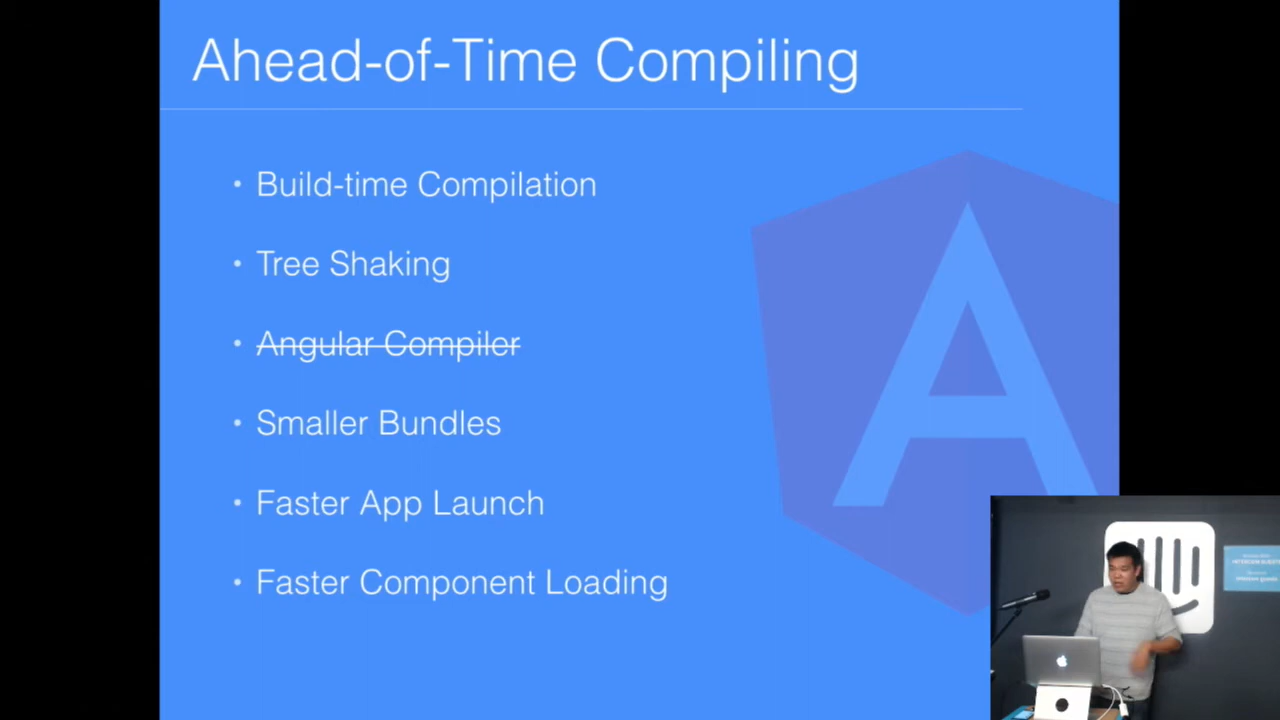 Ahead-of-Time Compiling
• Build-time Compilation
• Tree Shaking
• Angular Compiler
• Smaller Bundles
• Faster App Launch
• Faster Component Loading